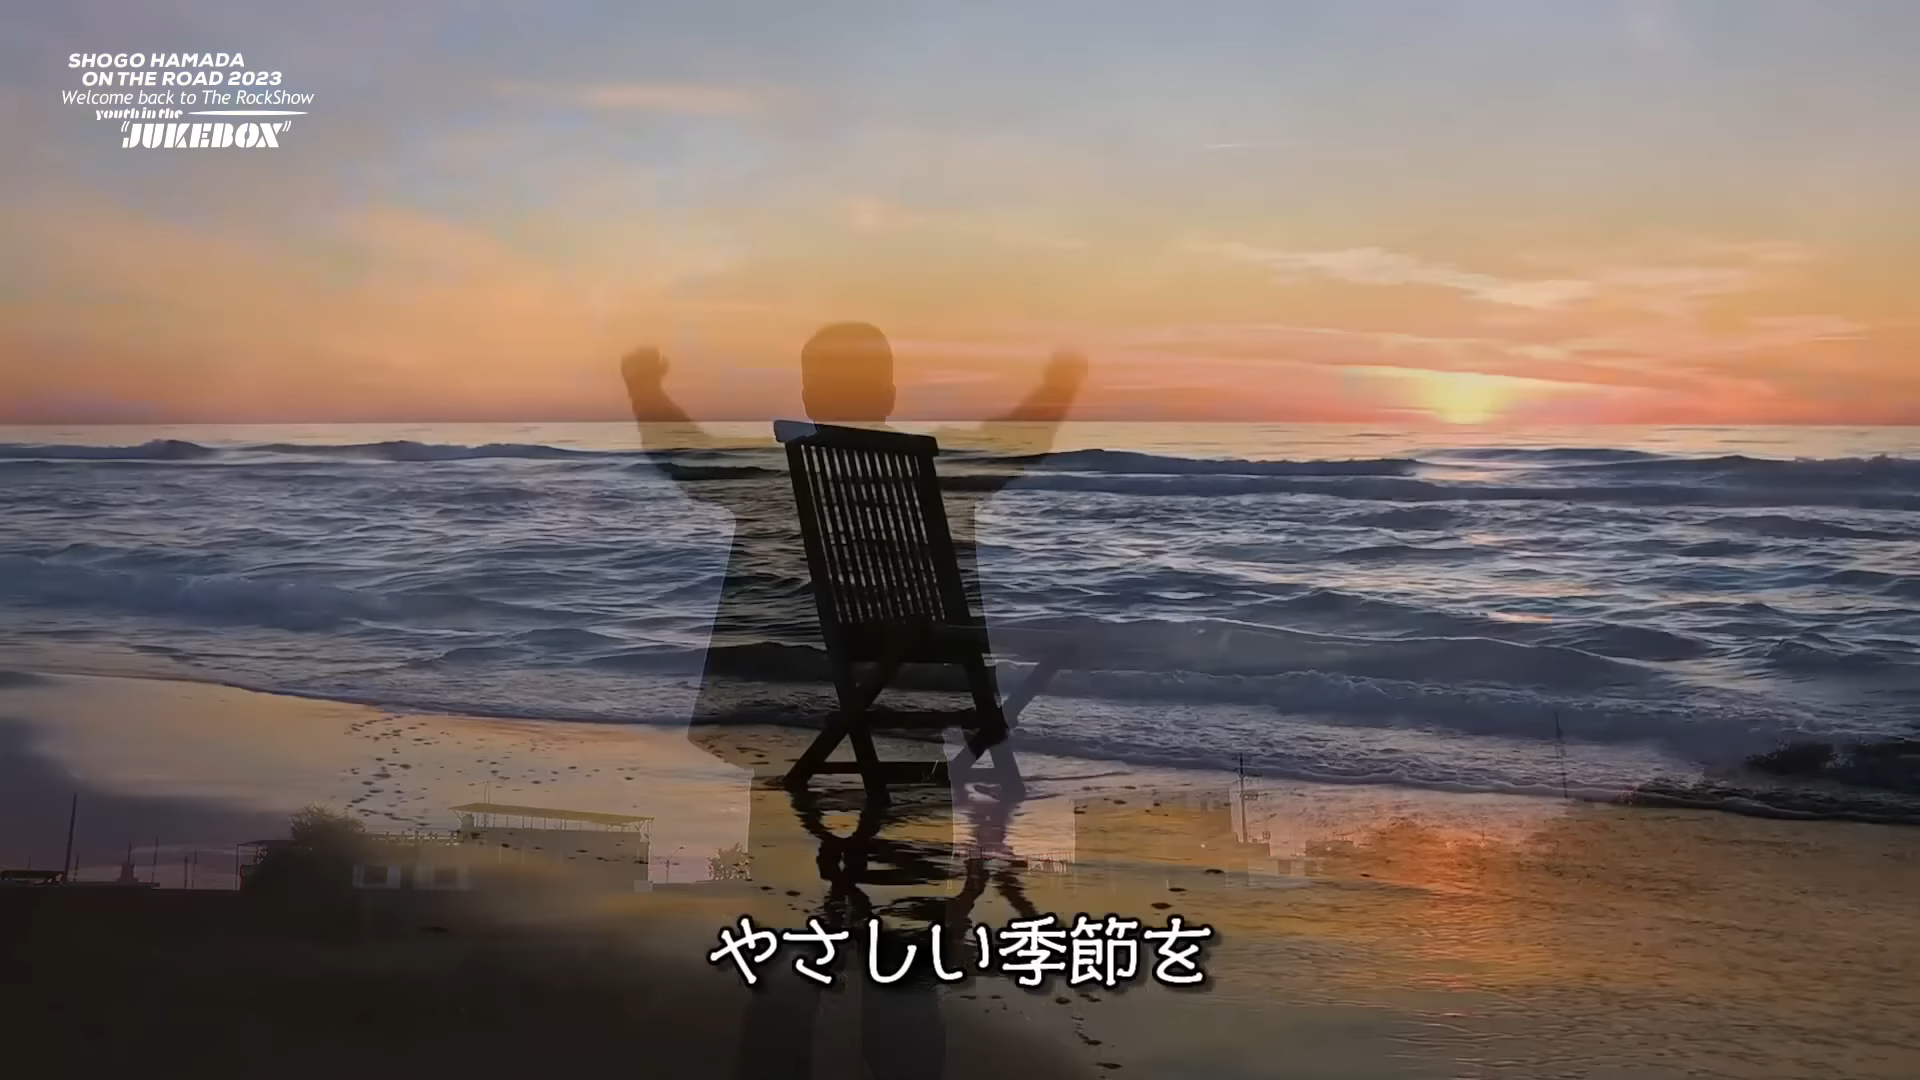 SHOGO HAMADA
ON THE ROAD 2023
Welcome back to The RockShow
youth in the
"JUKEBOX"
やさしい季節を